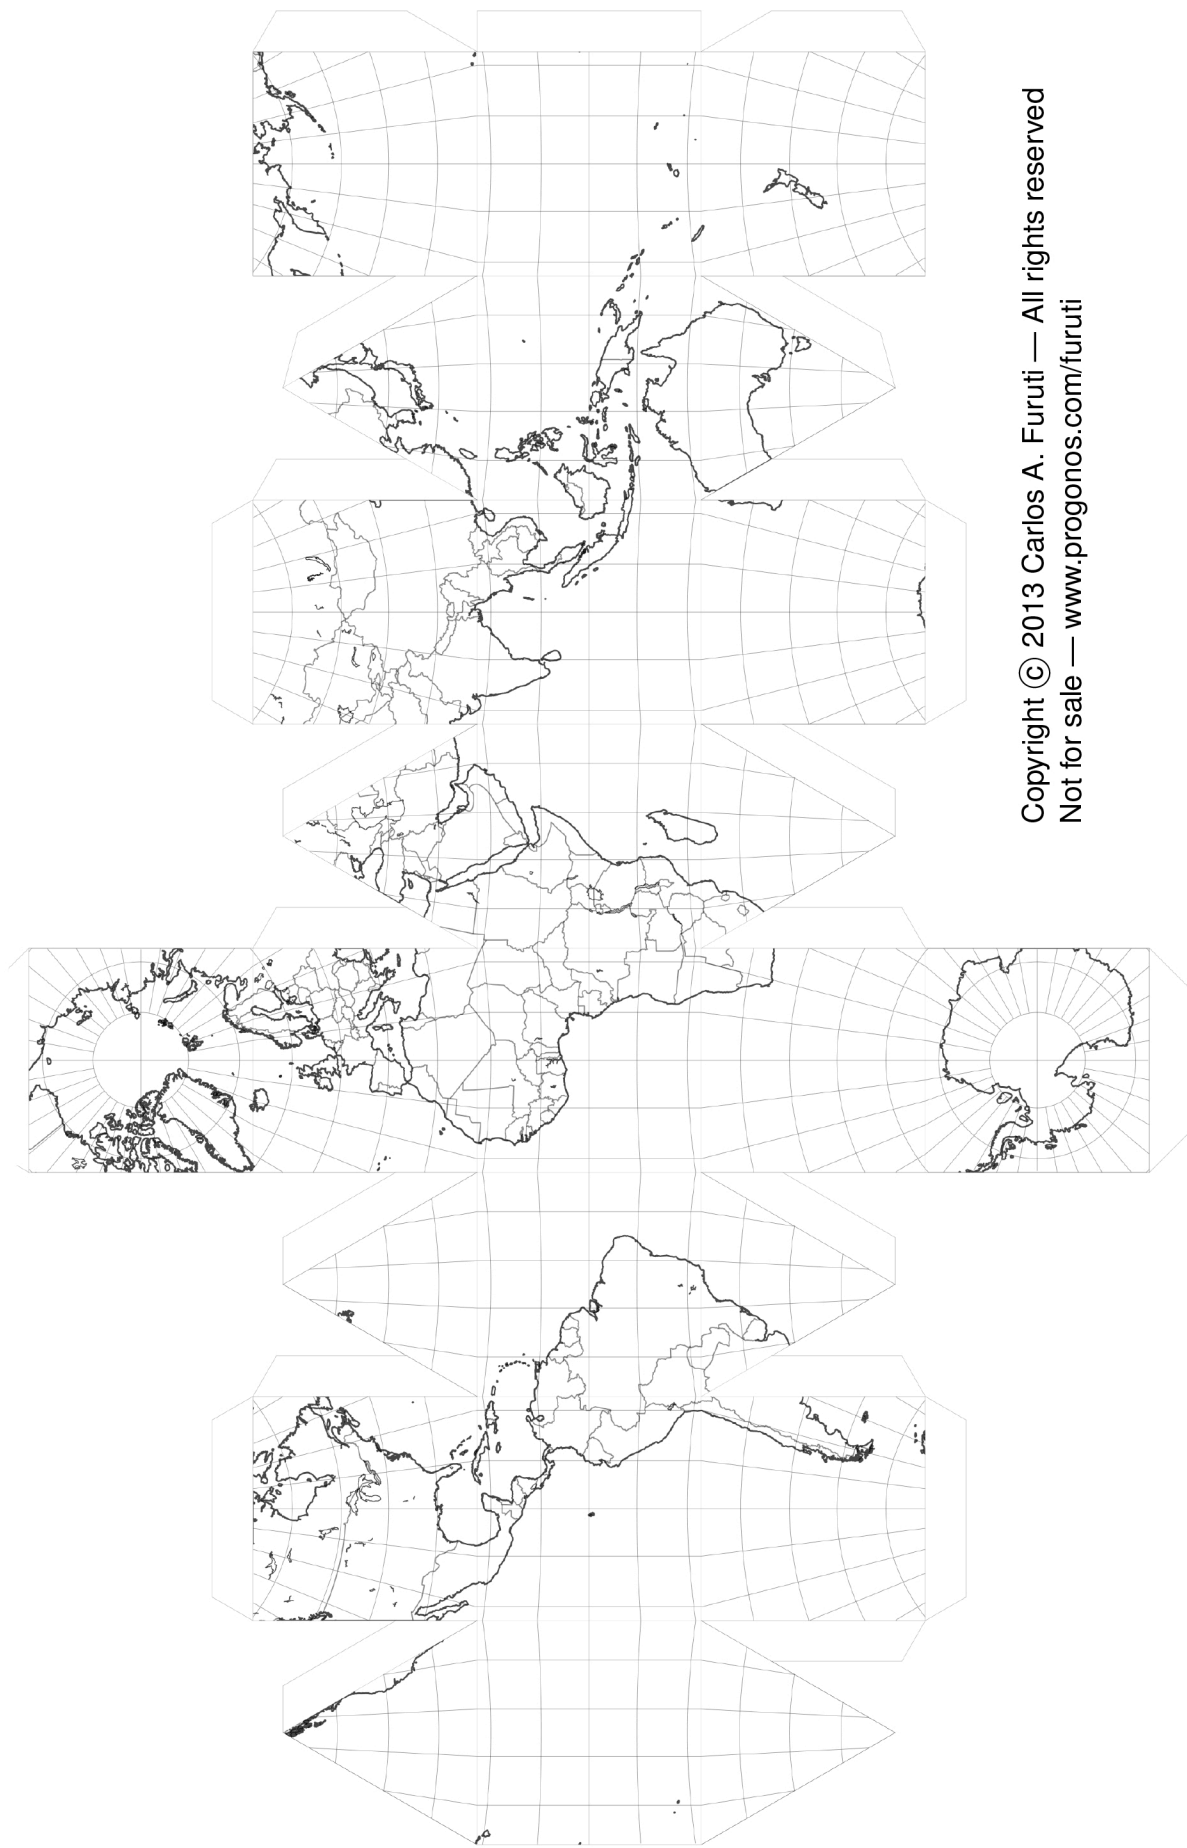 Copyright © 2013 Carlos A. Furuti — All rights reserved
Not for sale — www.progonos.com/furuti